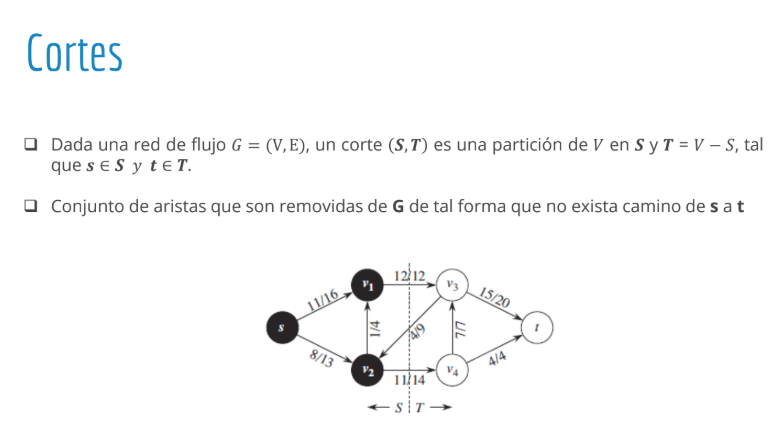 Cortes
❑ Dada una red de flujo G = (V, E), un corte (S, T) es una partición de V en S y T = V − S, tal
que s ∈ S y t ∈ T.
❑ Conjunto de aristas que son removidas de G de tal forma que no exista camino de s a t
12/12
v1
v3
11/16
15/20
s
1/4
4/9
7/7
t
8/13
v2
v4
4/4
11/14
S T